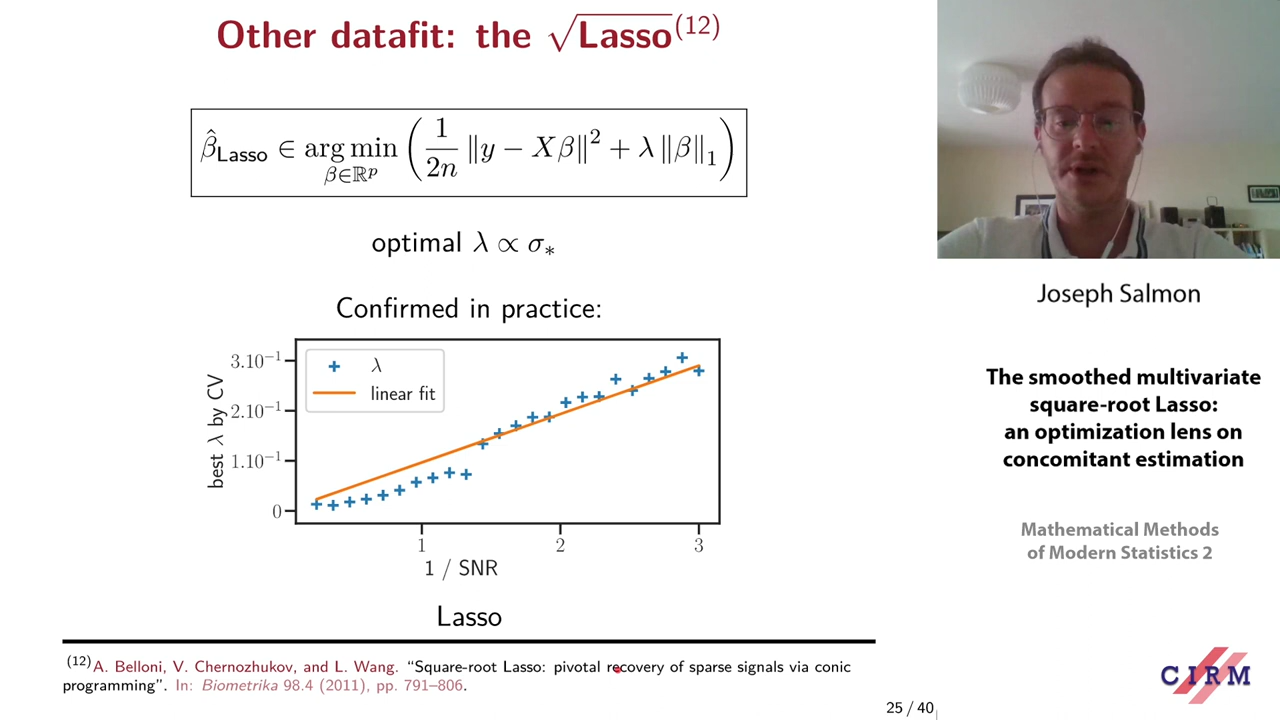 Other datafit: the √Lasso(12)
β̂_Lasso ∈ arg min_{β∈ℝ^p} ( 1/2n ‖y − Xβ‖² + λ ‖β‖₁ )
optimal λ ∝ σ∗
Confirmed in practice:
λ
linear fit
best λ by CV
3.10⁻¹
2.10⁻¹
1.10⁻¹
0
1 2 3
1 / SNR
Lasso
(12)A. Belloni, V. Chernozhukov, and L. Wang. “Square-root Lasso: pivotal recovery of sparse signals via conic
programming”. In: Biometrika 98.4 (2011), pp. 791–806.
25 / 40
Joseph Salmon
The smoothed multivariate
square-root Lasso:
an optimization lens on
concomitant estimation
Mathematical Methods
of Modern Statistics 2
CIRM